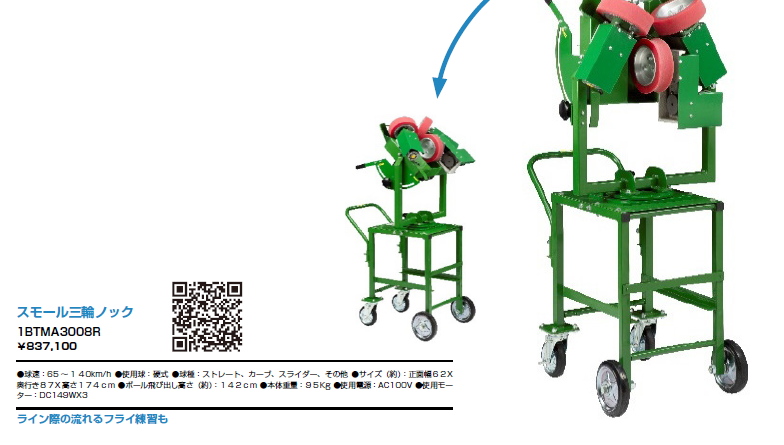 スモール三輪ノック
1BTMA3008R
¥837,100
●球速：65～140km/h ●使用球：硬式 ●球種：ストレート、カーブ、スライダー、その他 ●サイズ（約）：正面幅62X
奥行き87X高さ174cm ●ボール飛び出し高さ（約）：142cm ●本体重量：95Kg ●使用電源：AC100V ●使用モー
ター：DC149WX3
ライン際の流れるフライ練習も